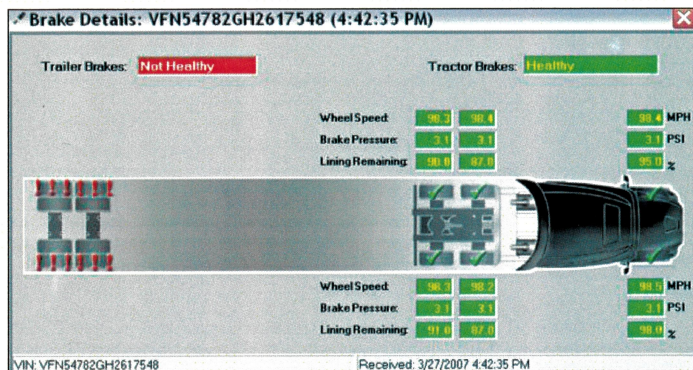 Brake Details: VFN54782GH2617548 (4:42:35 PM)
Trailer Brakes: Not Healthy Tractor Brakes: Healthy
Wheel Speed: 98.3 98.4 98.4 MPH
Brake Pressure: 3.1 3.1 3.1 PSI
Lining Remaining: 90.0 87.0 95.0 %
Wheel Speed: 98.3 98.2 98.5 MPH
Brake Pressure: 3.1 3.1 3.1 PSI
Lining Remaining: 91.0 87.0 98.0 %
VIN: VFN54782GH2617548 Received: 3/27/2007 4:42:35 PM